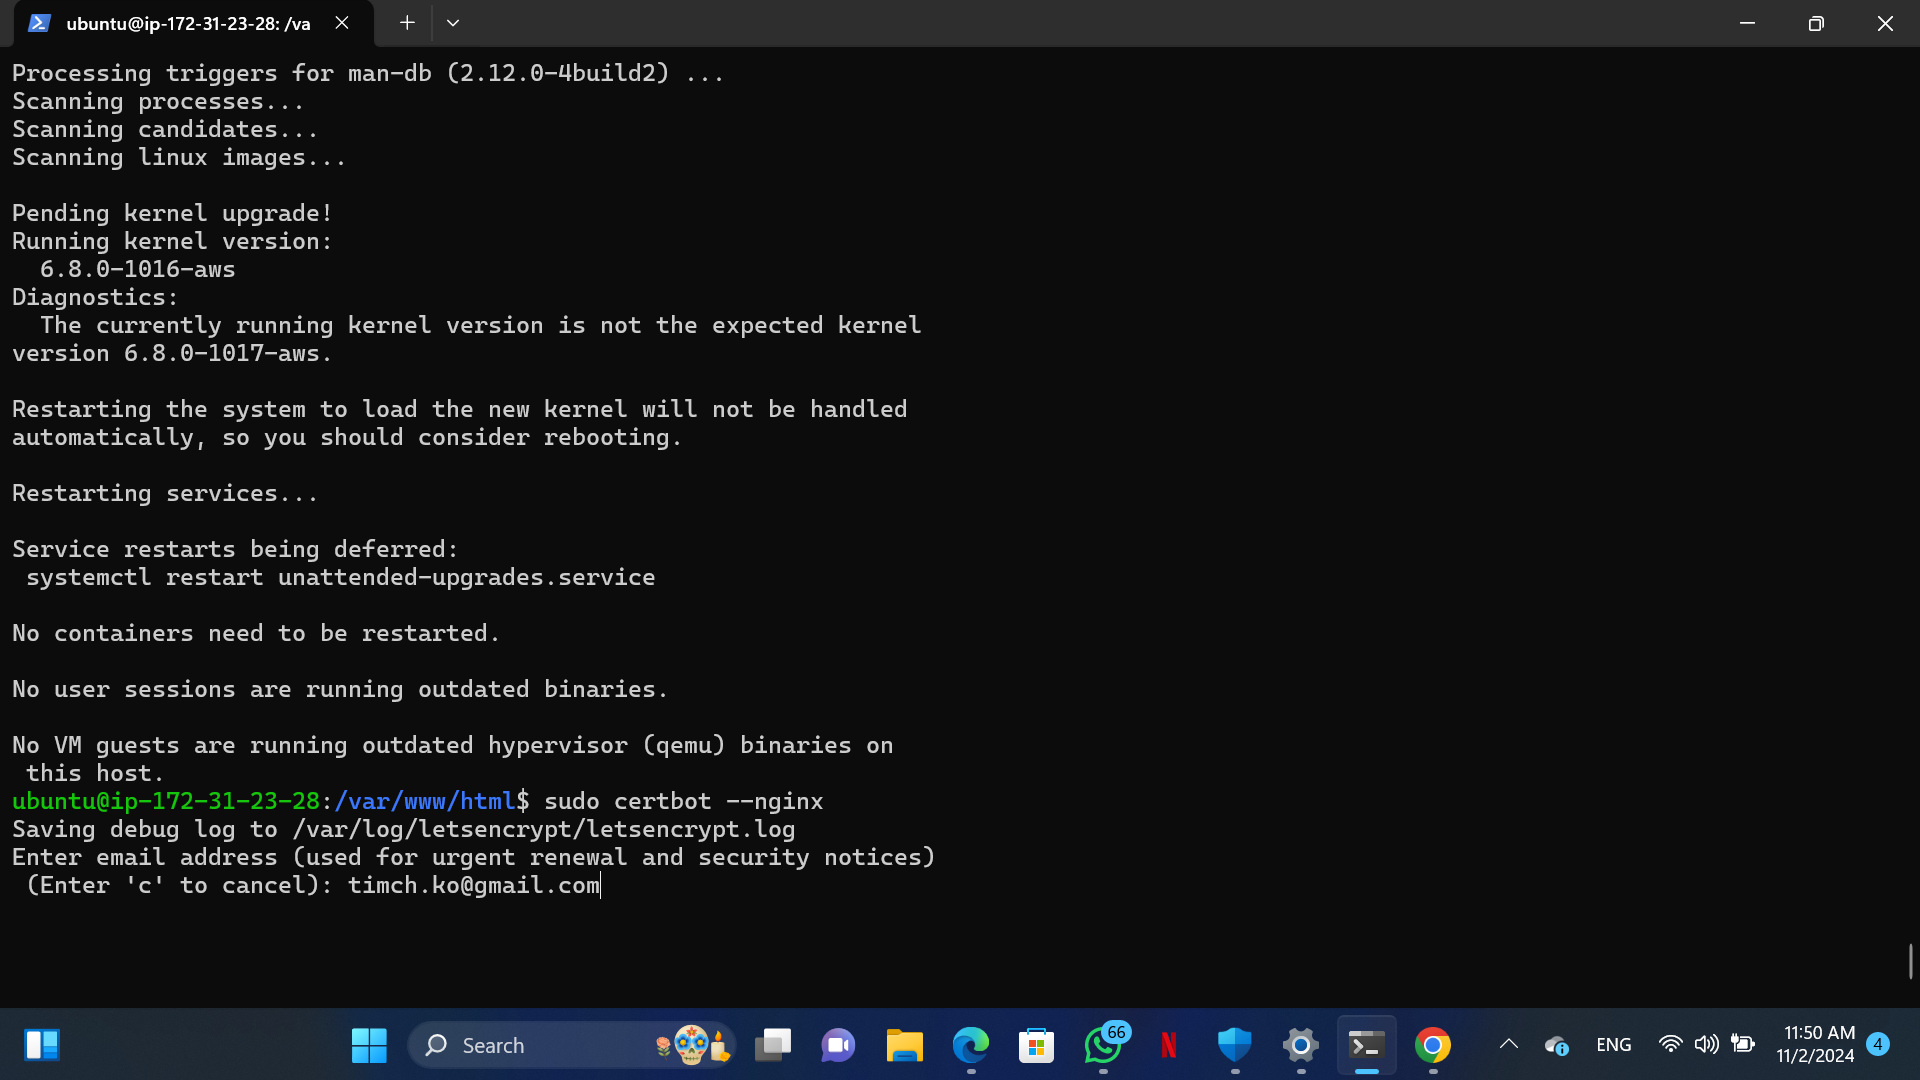 ubuntu@ip-172-31-23-28: /va
Processing triggers for man-db (2.12.0-4build2) ...
Scanning processes...
Scanning candidates...
Scanning linux images...
Pending kernel upgrade!
Running kernel version:
6.8.0-1016-aws
Diagnostics:
The currently running kernel version is not the expected kernel
version 6.8.0-1017-aws.
Restarting the system to load the new kernel will not be handled
automatically, so you should consider rebooting.
Restarting services...
Service restarts being deferred:
systemctl restart unattended-upgrades.service
No containers need to be restarted.
No user sessions are running outdated binaries.
No VM guests are running outdated hypervisor (qemu) binaries on
this host.
ubuntu@ip-172-31-23-28:/var/www/html$ sudo certbot --nginx
Saving debug log to /var/log/letsencrypt/letsencrypt.log
Enter email address (used for urgent renewal and security notices)
(Enter 'c' to cancel): timch.ko@gmail.com
Search
66
N
ENG
11:50 AM
11/2/2024
4